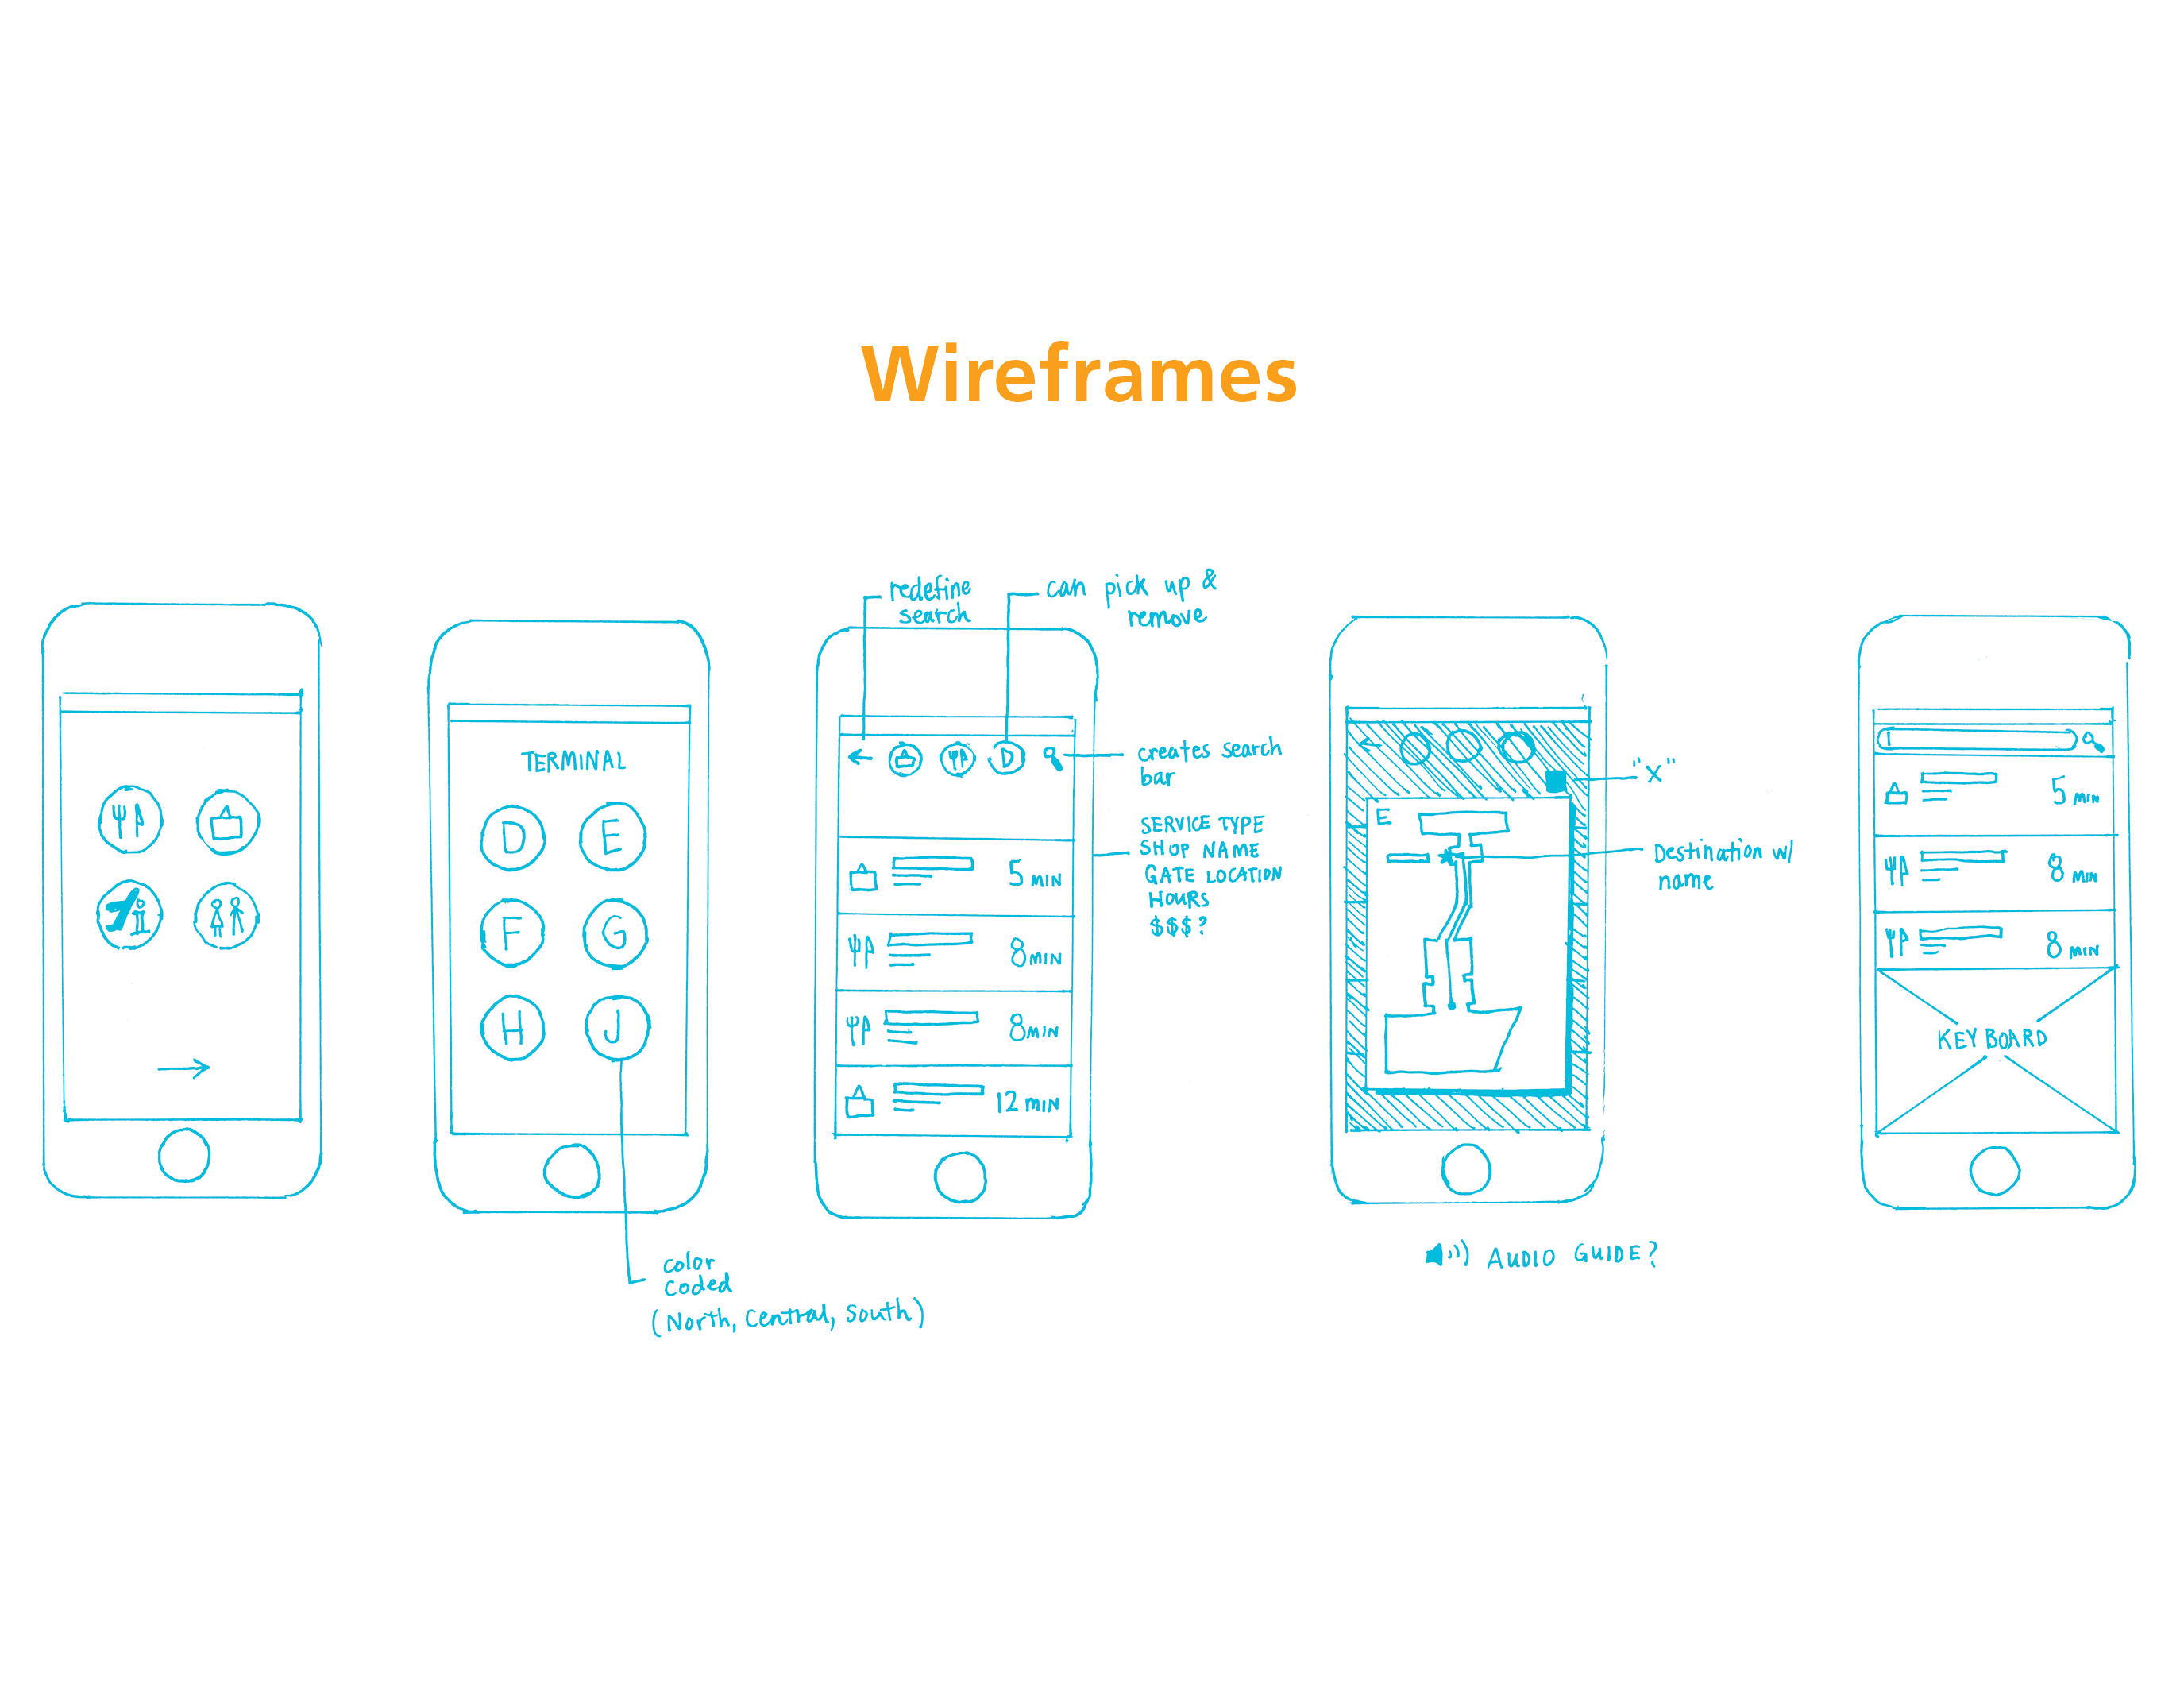 Wireframes
TERMINAL
D E
F G
H J
color
coded
(North, Central, South)
redefine
search
can pick up &
remove
D
creates search
bar
SERVICE TYPE
SHOP NAME
GATE LOCATION
HOURS
$$$?
5 MIN
8 MIN
8 MIN
12 MIN
"X"
E
Destination w/
name
AUDIO GUIDE?
5 MIN
8 MIN
8 MIN
KEYBOARD